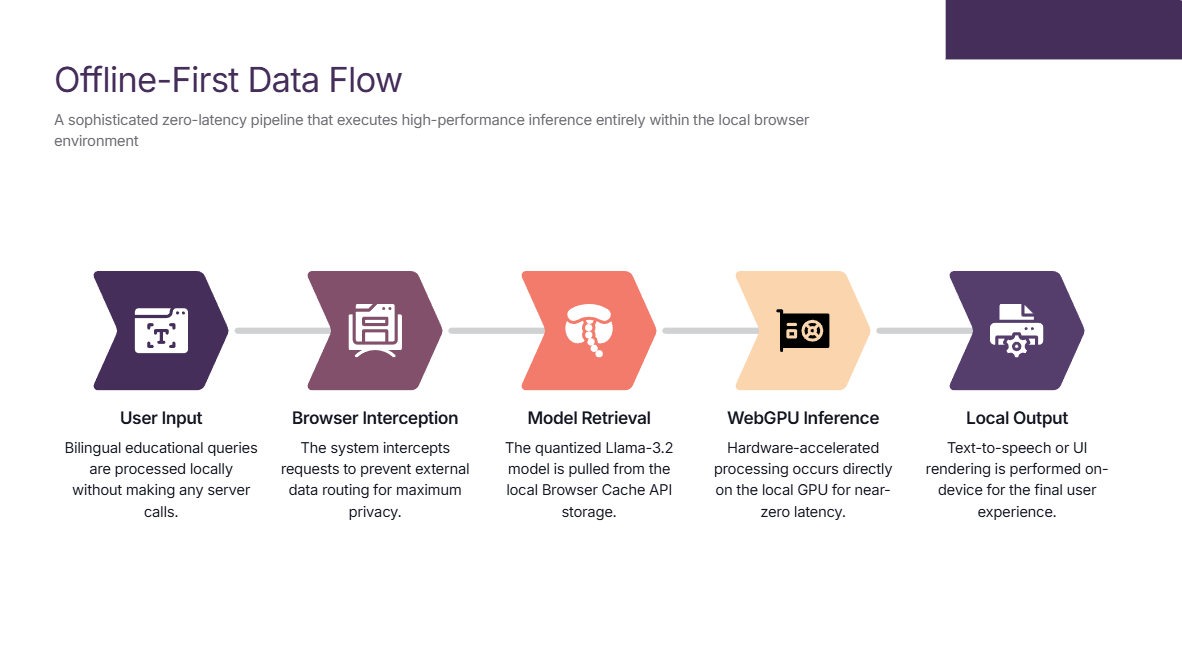 Offline-First Data Flow
A sophisticated zero-latency pipeline that executes high-performance inference entirely within the local browser
environment
T
User Input
Bilingual educational queries
are processed locally
without making any server
calls.
Browser Interception
The system intercepts
requests to prevent external
data routing for maximum
privacy.
Model Retrieval
The quantized Llama-3.2
model is pulled from the
local Browser Cache API
storage.
WebGPU Inference
Hardware-accelerated
processing occurs directly
on the local GPU for near-
zero latency.
Local Output
Text-to-speech or UI
rendering is performed on-
device for the final user
experience.